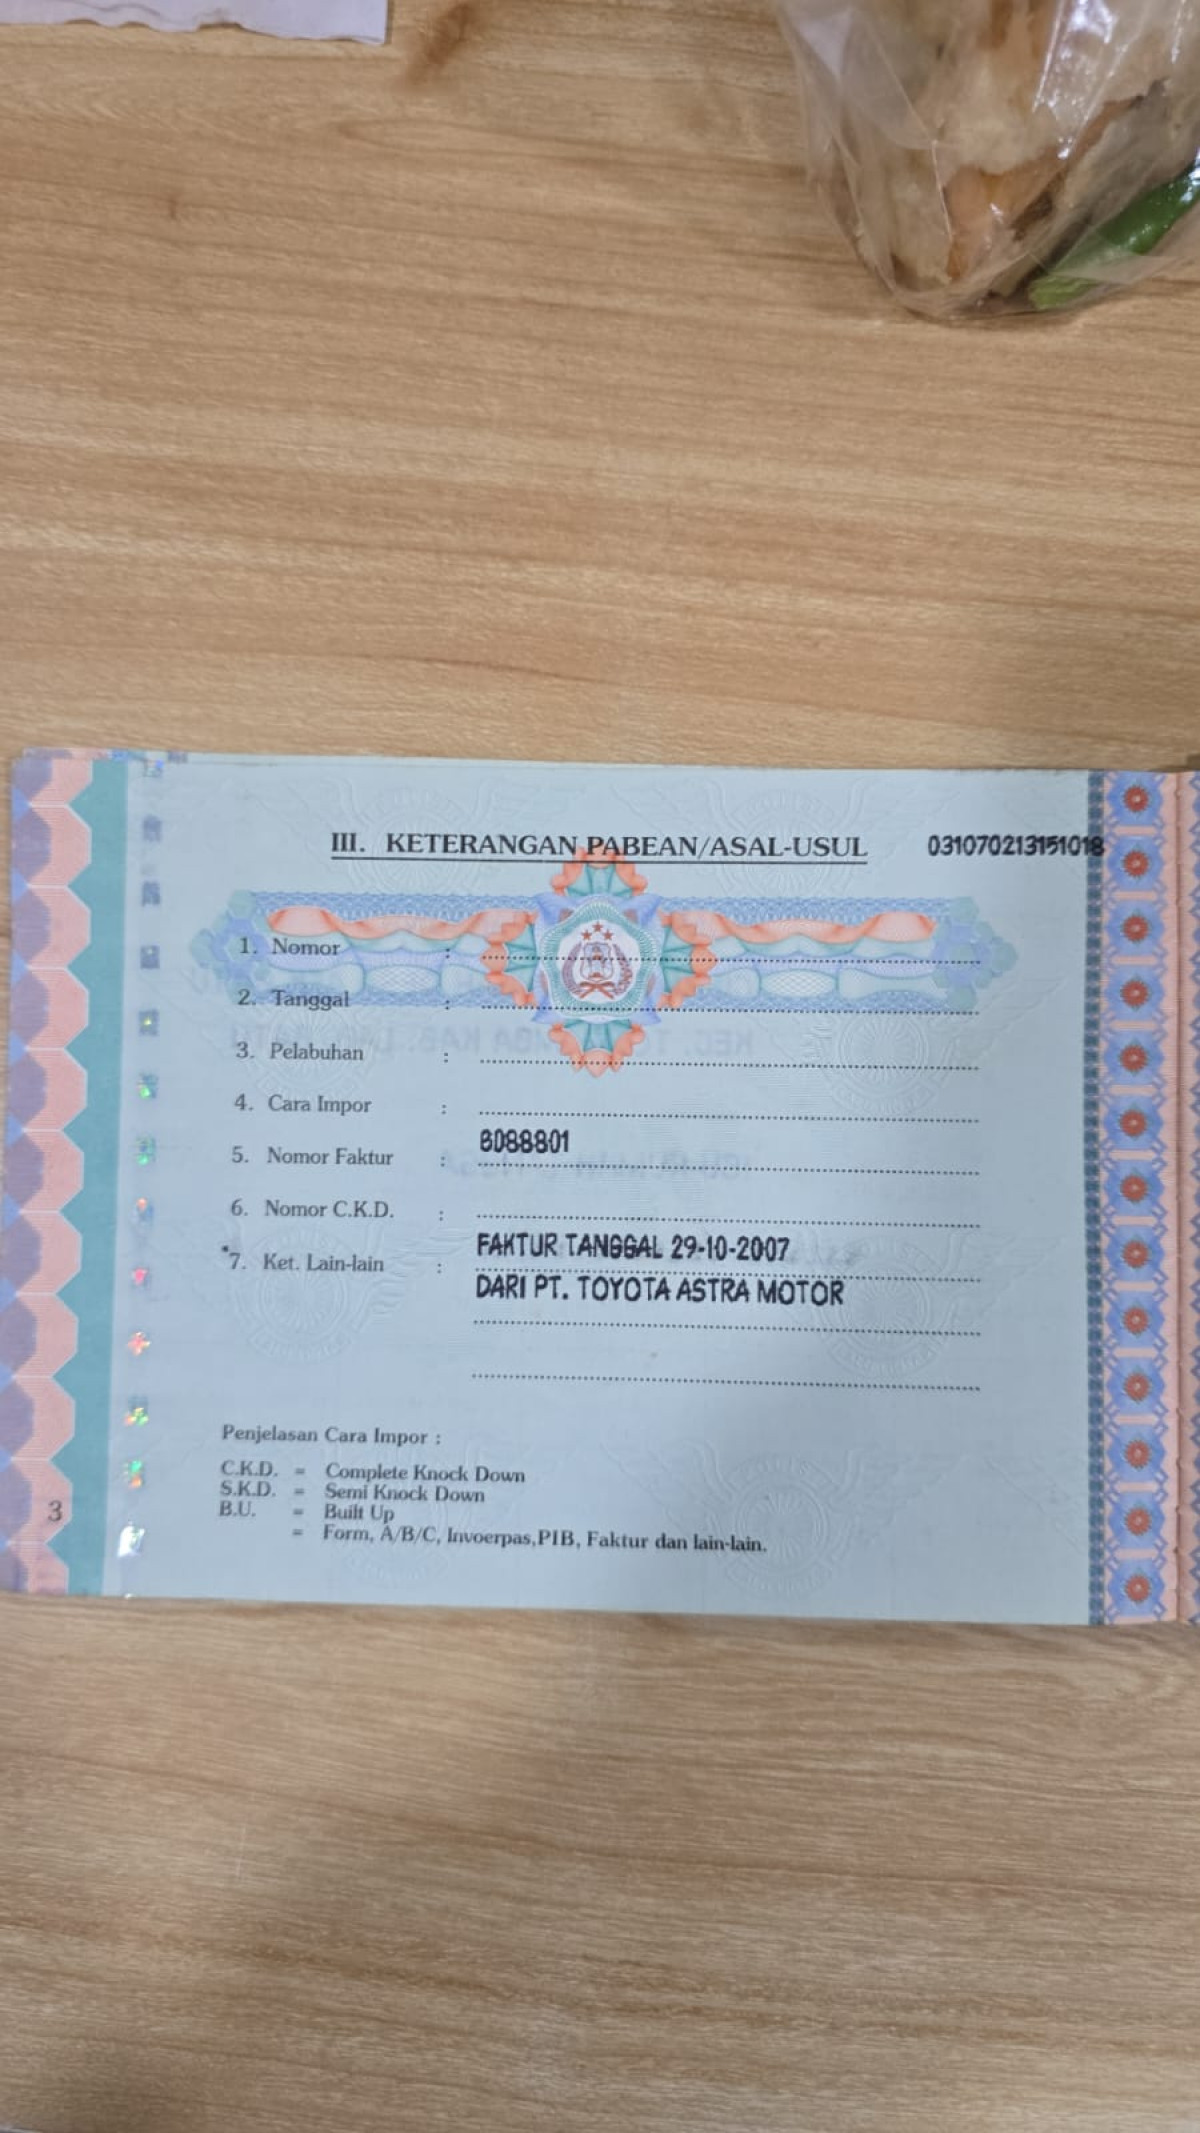 III. KETERANGAN PABEAN/ASAL-USUL 031070213151018
1. Nomor :
2. Tanggal :
3. Pelabuhan :
4. Cara Impor :
5. Nomor Faktur : 6088801
6. Nomor C.K.D. :
*7. Ket. Lain-lain : FAKTUR TANGGAL 29-10-2007
DARI PT. TOYOTA ASTRA MOTOR
Penjelasan Cara Impor :
C.K.D. = Complete Knock Down
S.K.D. = Semi Knock Down
B.U. = Built Up
= Form, A/B/C, Invoerpas,PIB, Faktur dan lain-lain.
3